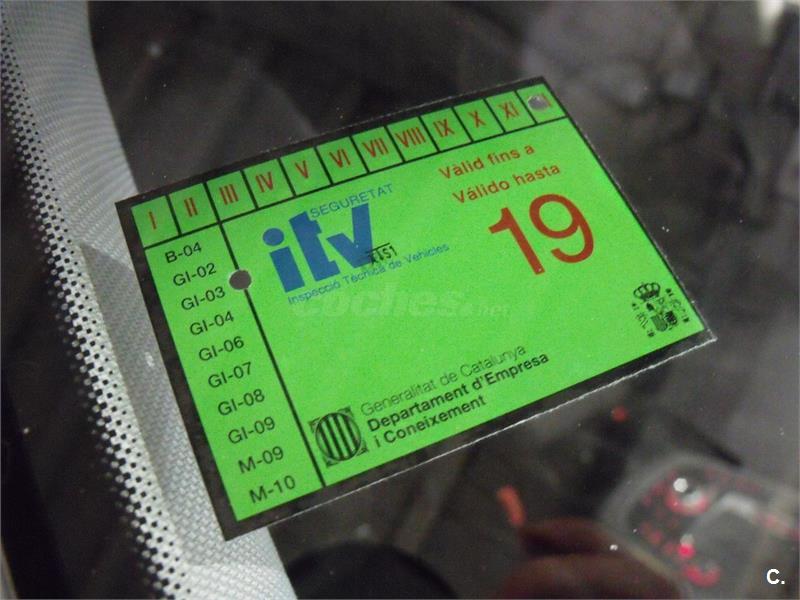 I II III IV V VI VII VIII IX X XI
B-04
GI-02
GI-03
GI-04
GI-06
GI-07
GI-08
GI-09
M-09
M-10
SEGURETAT
itv
Inspecció Tècnica de Vehicles
Vàlid fins a
Válido hasta
19
coches.net
Generalitat de Catalunya
Departament d'Empresa
i Coneixement
C.